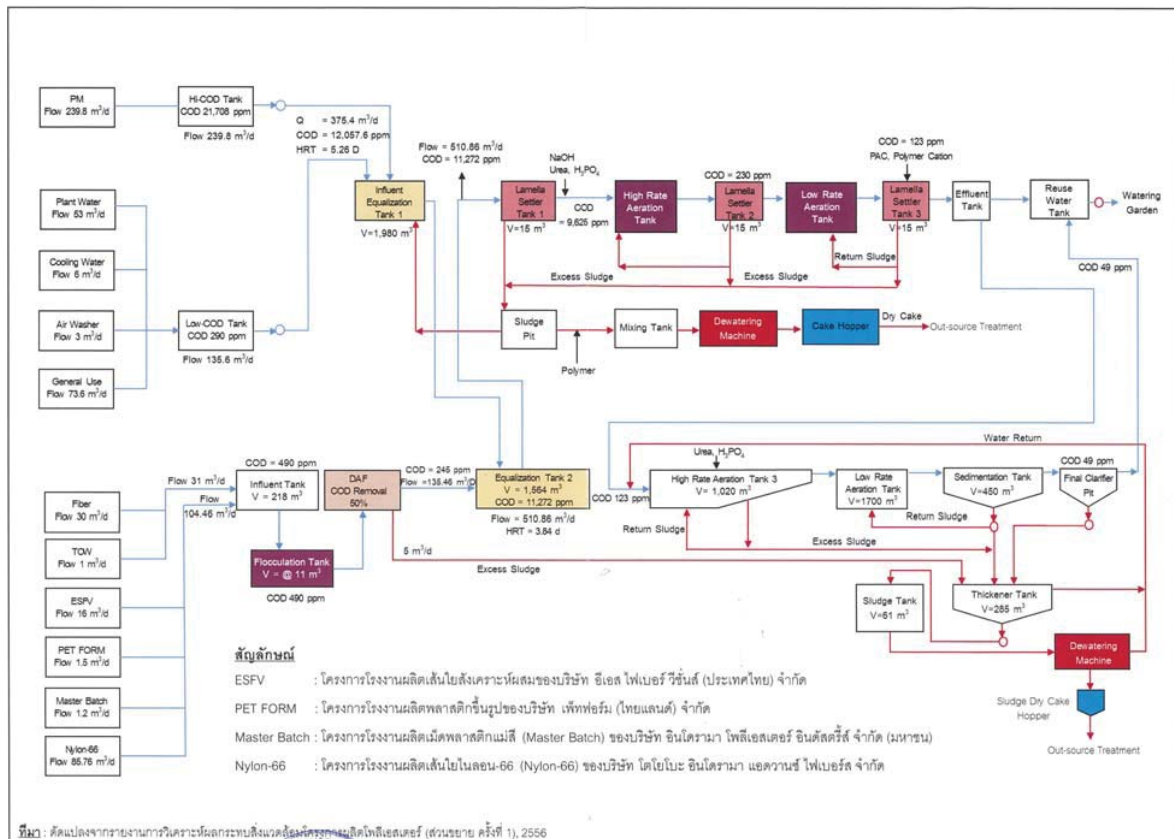 PM
Flow 239.8 m³/d
Hi-COD Tank
COD 21,708 ppm
Flow 239.8 m³/d
Q = 375.4 m³/d
COD = 12,057.6 ppm
HRT = 5.26 D
Plant Water
Flow 53 m³/d
Cooling Water
Flow 6 m³/d
Air Washer
Flow 3 m³/d
General Use
Flow 73.6 m³/d
Low-COD Tank
COD 290 ppm
Flow 135.6 m³/d
Influent
Equalization
Tank 1
V=1,980 m³
Flow = 510.86 m³/d
COD = 11,272 ppm
Lamella
Settler
Tank 1
V=15 m³
NaOH
Urea, H₃PO₄
COD
= 9,625 ppm
High Rate
Aeration
Tank
COD = 230 ppm
Lamella
Settler
Tank 2
V=15 m³
Low Rate
Aeration
Tank
COD = 123 ppm
PAC, Polymer Cation
Lamella
Settler
Tank 3
V=15 m³
Effluent
Tank
Reuse
Water
Tank
Watering
Garden
COD 49 ppm
Return Sludge
Excess Sludge
Excess Sludge
Sludge
Pit
Polymer
Mixing Tank
Dewatering
Machine
Cake Hopper
Dry Cake
Out-source Treatment
Fiber
Flow 30 m³/d
TOW
Flow 1 m³/d
ESFV
Flow 16 m³/d
PET FORM
Flow 1.5 m³/d
Master Batch
Flow 1.2 m³/d
Nylon-66
Flow 85.76 m³/d
Flow 31 m³/d
Flow
104.46 m³/d
COD = 490 ppm
Influent Tank
V = 218 m³
Flocculation Tank
V = @ 11 m³
COD 490 ppm
DAF
COD Removal
50%
COD = 245 ppm
Flow =135.46 m³/D
Equalization Tank 2
V = 1,564 m³
COD = 11,272 ppm
Flow = 510.86 m³/d
HRT = 3.84 d
5 m³/d
Excess Sludge
COD 123 ppm
Urea, H₃PO₄
High Rate Aeration Tank 3
V= 1,020 m³
Return Sludge
Low Rate
Aeration Tank
V=1700 m³
Return Sludge
Excess Sludge
Sedimentation Tank
V=450 m³
Water Return
COD 49 ppm
Final Clarifier
Pit
Sludge Tank
V=61 m³
Thickener Tank
V=285 m³
Dewatering
Machine
Sludge Dry Cake
Hopper
Out-source Treatment
สัญลักษณ์
ESFV : โครงการโรงงานผลิตเส้นใยสังเคราะห์ผสมของบริษัท อีเอส ไฟเบอร์ วิชั่นส์ (ประเทศไทย) จำกัด
PET FORM : โครงการโรงงานผลิตพลาสติกขึ้นรูปของบริษัท เพ็ทฟอร์ม (ไทยแลนด์) จำกัด
Master Batch : โครงการโรงงานผลิตเม็ดพลาสติกแม่สี (Master Batch) ของบริษัท อินโดรามา โพลีเอสเตอร์ อินดัสตรี้ส์ จำกัด (มหาชน)
Nylon-66 : โครงการโรงงานผลิตเส้นใยไนลอน-66 (Nylon-66) ของบริษัท โตโยโบะ อินโดรามา แอดวานซ์ ไฟเบอร์ส จำกัด
ที่มา : ดัดแปลงจากรายงานการวิเคราะห์ผลกระทบสิ่งแวดล้อมโครงการผลิตโพลีเอสเตอร์ (ส่วนขยาย ครั้งที่ 1), 2556